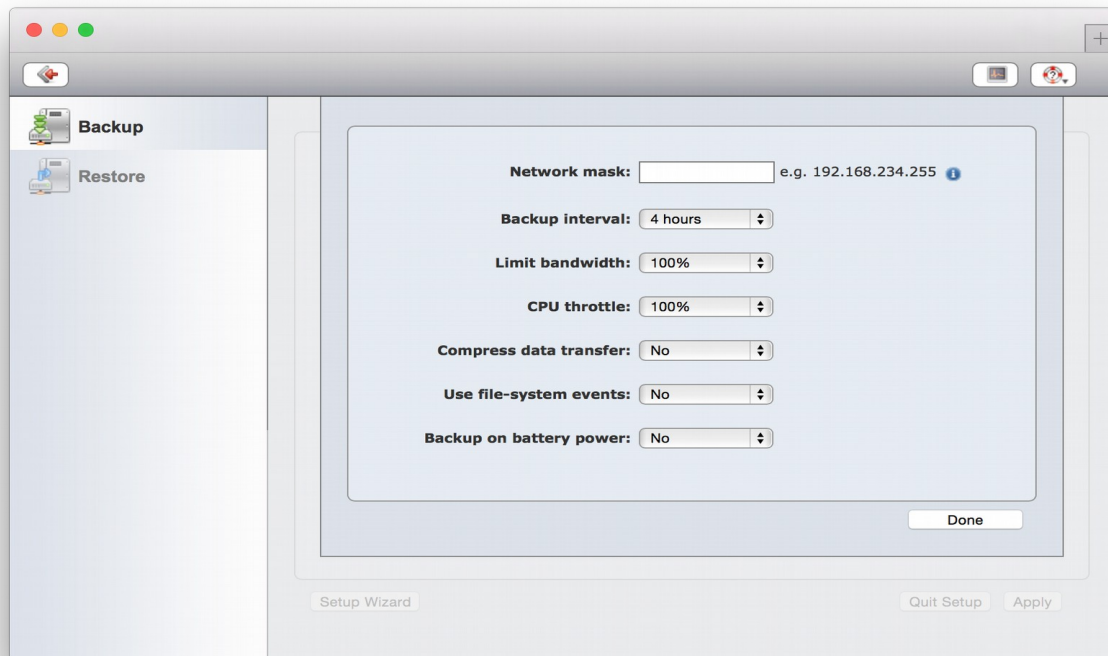 Backup
Restore
Network mask: e.g. 192.168.234.255
Backup interval: 4 hours
Limit bandwidth: 100%
CPU throttle: 100%
Compress data transfer: No
Use file-system events: No
Backup on battery power: No
Done
Setup Wizard Quit Setup Apply